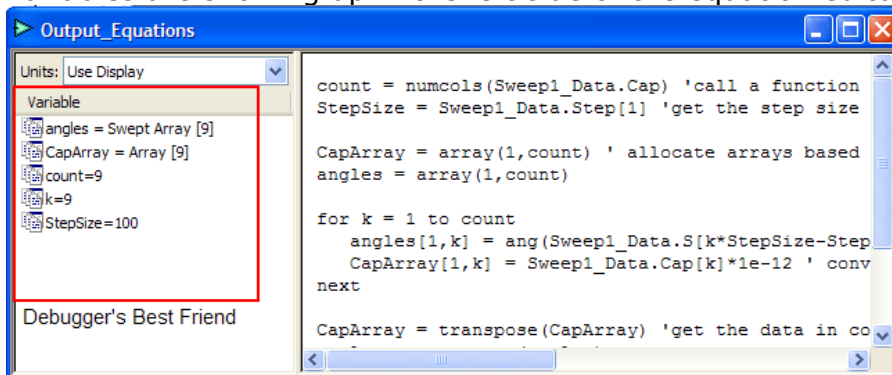 Output_Equations
Units: Use Display
Variable
angles = Swept Array [9]
CapArray = Array [9]
count=9
k=9
StepSize=100
Debugger's Best Friend
count = numcols(Sweep1_Data.Cap) 'call a function
StepSize = Sweep1_Data.Step[1] 'get the step size
CapArray = array(1,count) ' allocate arrays based
angles = array(1,count)
for k = 1 to count
angles[1,k] = ang(Sweep1_Data.S[k*StepSize-Step
CapArray[1,k] = Sweep1_Data.Cap[k]*1e-12 ' conv
next
CapArray = transpose(CapArray) 'get the data in co